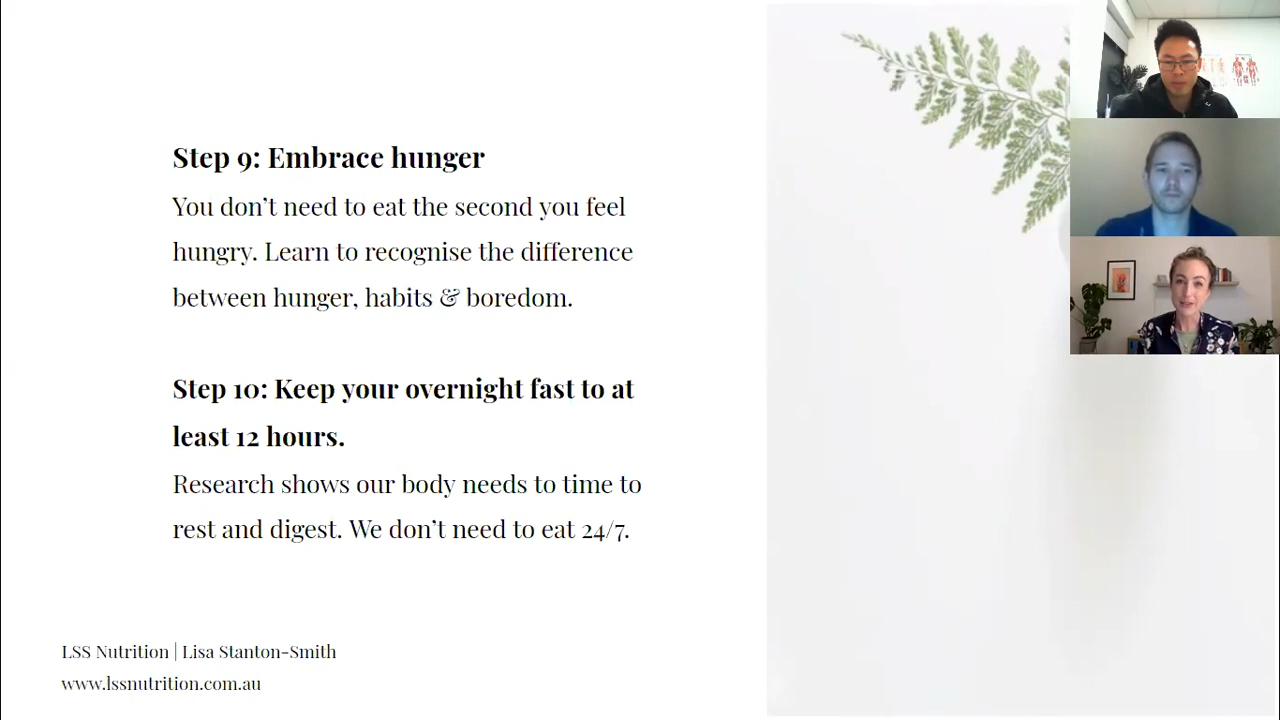 Step 9: Embrace hunger
You don't need to eat the second you feel
hungry. Learn to recognise the difference
between hunger, habits & boredom.
Step 10: Keep your overnight fast to at
least 12 hours.
Research shows our body needs to time to
rest and digest. We don't need to eat 24/7.
LSS Nutrition | Lisa Stanton-Smith
www.lssnutrition.com.au